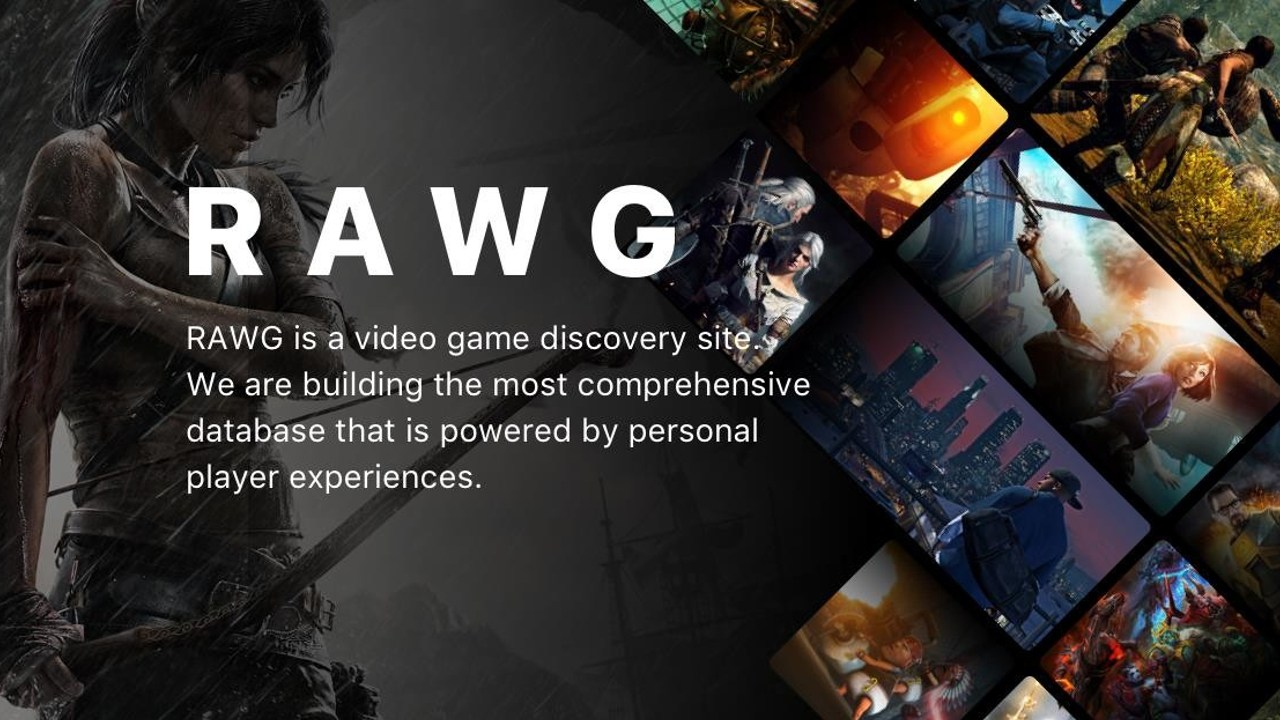 RAWG
RAWG is a video game discovery site.
We are building the most comprehensive
database that is powered by personal
player experiences.